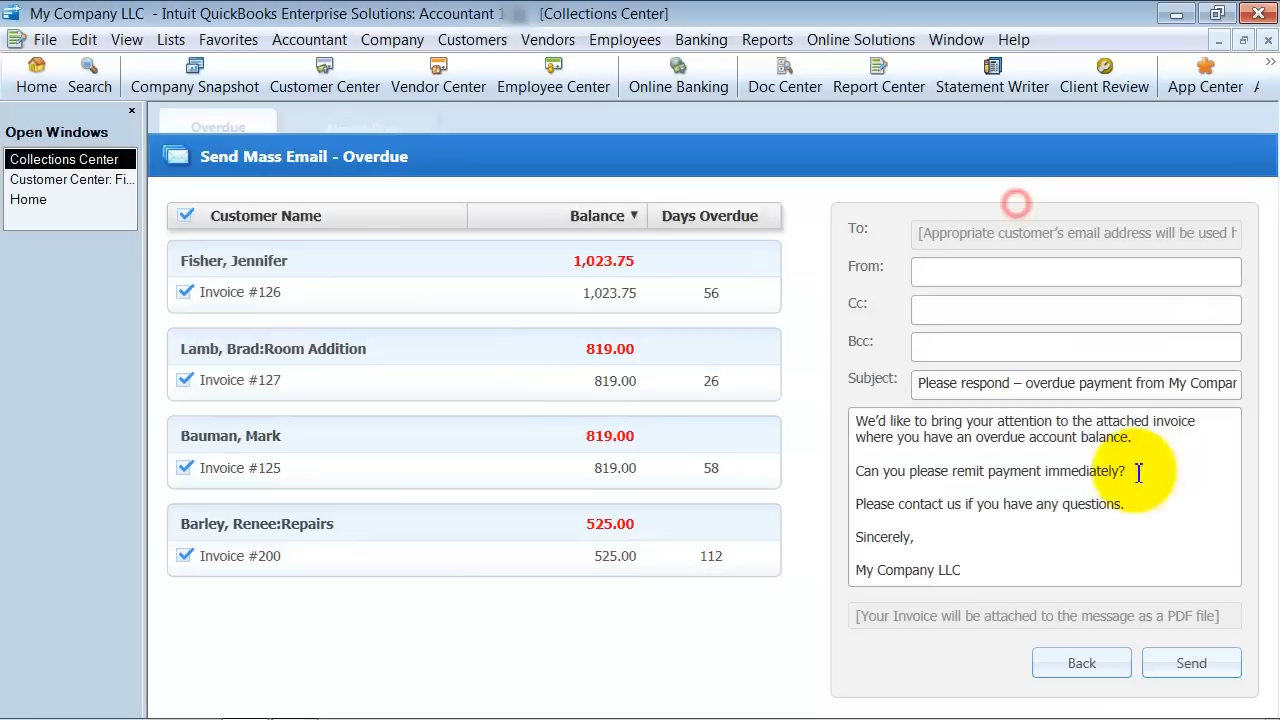 My Company LLC - Intuit QuickBooks Enterprise Solutions: Accountant 1 [Collections Center]
File Edit View Lists Favorites Accountant Company Customers Vendors Employees Banking Reports Online Solutions Window Help
Home Search Company Snapshot Customer Center Vendor Center Employee Center Online Banking Doc Center Report Center Statement Writer Client Review App Center
Open Windows
Collections Center
Customer Center: Fi...
Home
Overdue
Send Mass Email - Overdue
Customer Name Balance Days Overdue
Fisher, Jennifer 1,023.75
Invoice #126 1,023.75 56
Lamb, Brad:Room Addition 819.00
Invoice #127 819.00 26
Bauman, Mark 819.00
Invoice #125 819.00 58
Barley, Renee:Repairs 525.00
Invoice #200 525.00 112
To: [Appropriate customer's email address will be used h
From:
Cc:
Bcc:
Subject: Please respond – overdue payment from My Compar
We'd like to bring your attention to the attached invoice
where you have an overdue account balance.
Can you please remit payment immediately?
Please contact us if you have any questions.
Sincerely,
My Company LLC
[Your Invoice will be attached to the message as a PDF file]
Back Send